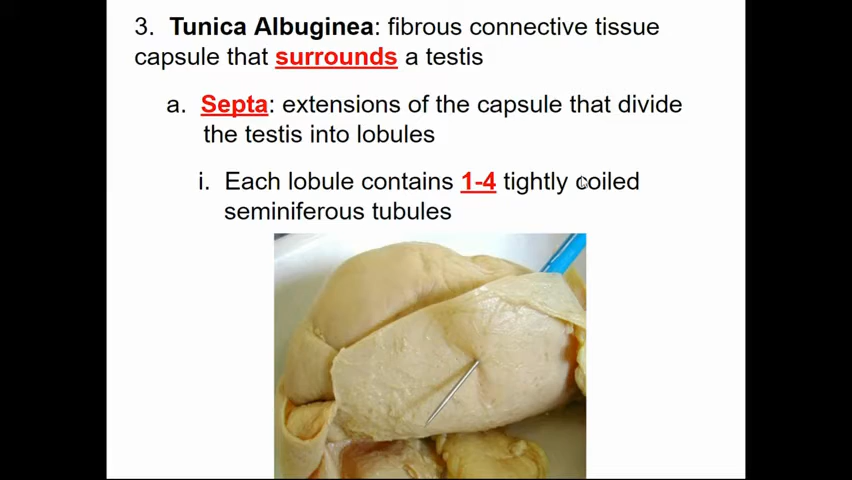 3. Tunica Albuginea: fibrous connective tissue
capsule that surrounds a testis
a. Septa: extensions of the capsule that divide
the testis into lobules
i. Each lobule contains 1-4 tightly coiled
seminiferous tubules